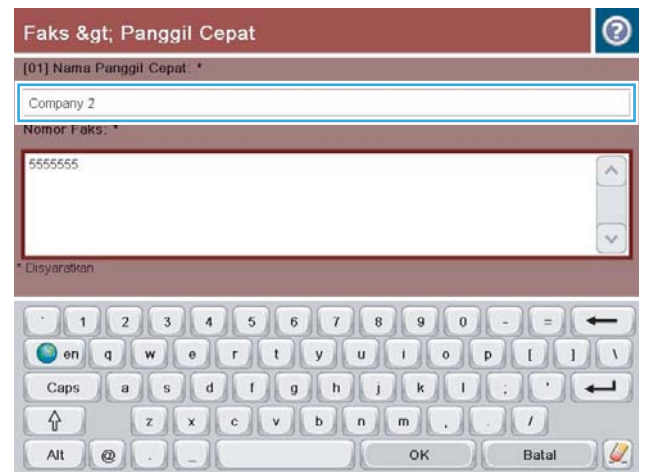 Faks &gt; Panggil Cepat
?
[01] Nama Panggil Cepat: *
Company 2
Nomor Faks: *
5555555
* Disyaratkan
` 1 2 3 4 5 6 7 8 9 0 - =
en q w e r t y u i o p [ ] \
Caps a s d f g h j k l ; '
z x c v b n m , . /
Alt @ . _ OK Batal